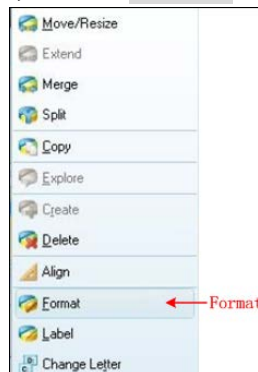 Move/Resize
Extend
Merge
Split
Copy
Explore
Create
Delete
Align
Format Format
Label
Change Letter